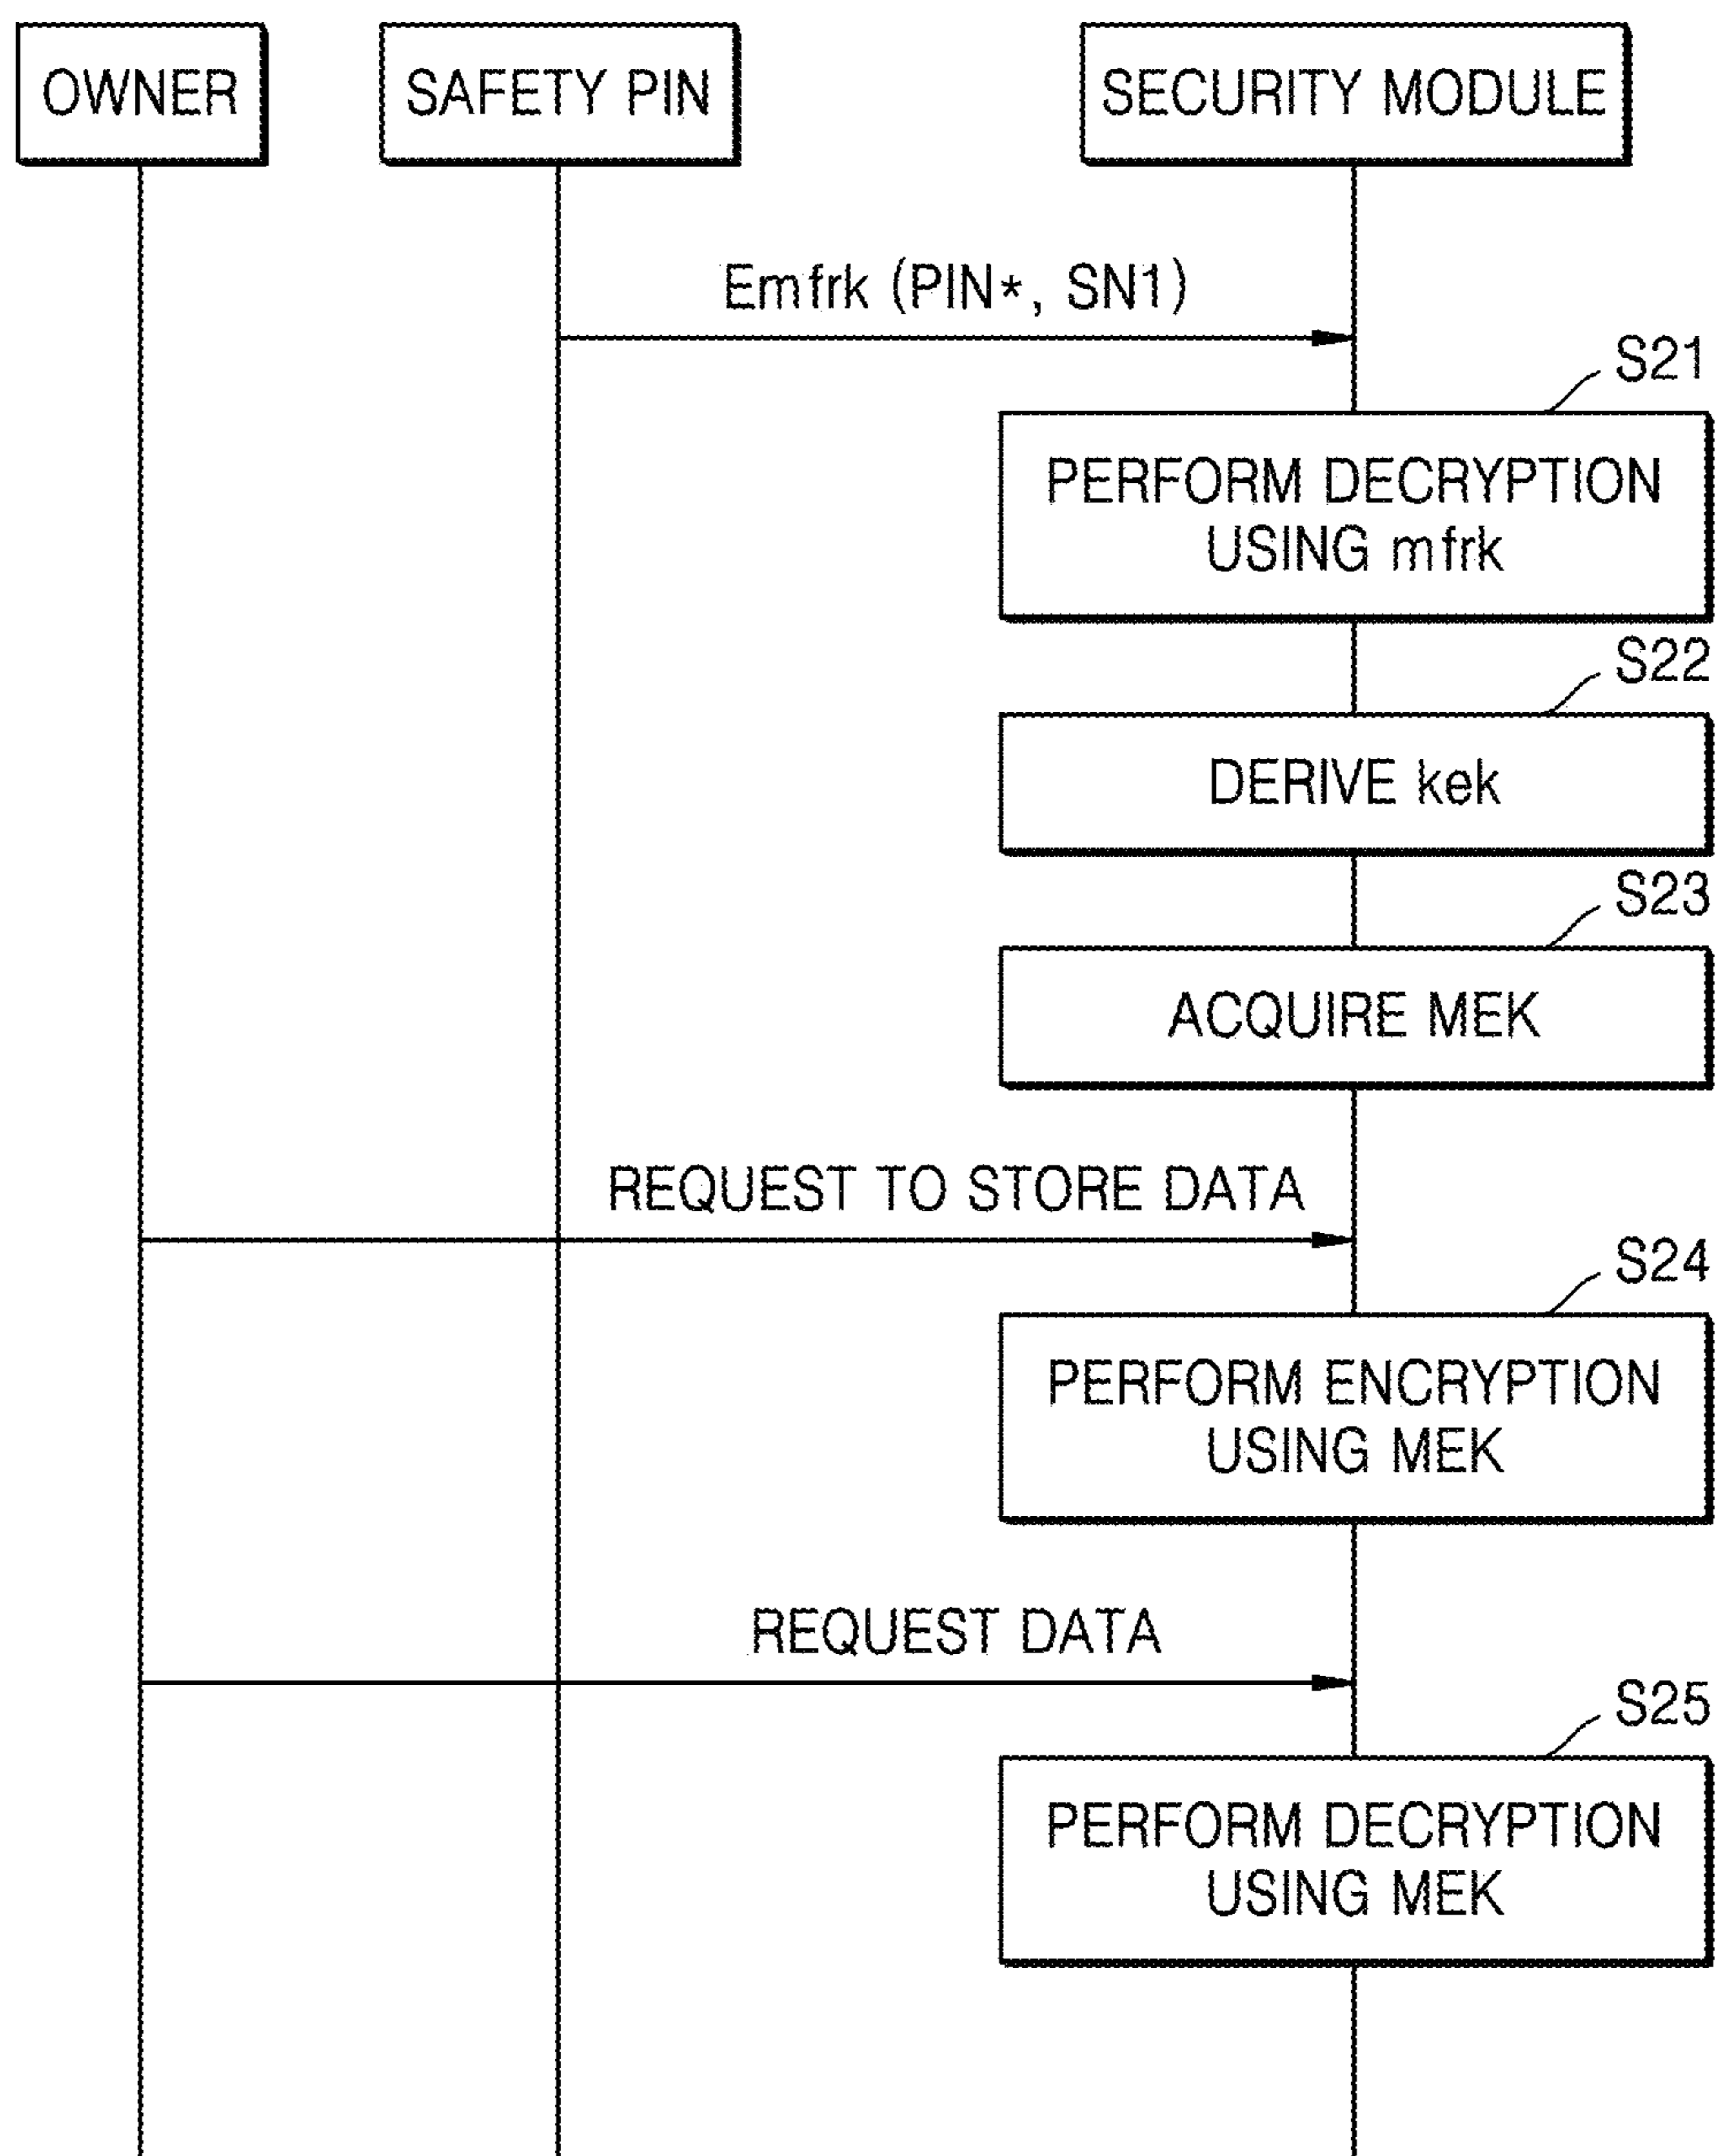 OWNER
SAFETY PIN
SECURITY MODULE
Emfrk (PIN*, SN1)
S21
PERFORM DECRYPTION
USING mfrk
S22
DERIVE kek
S23
ACQUIRE MEK
REQUEST TO STORE DATA
S24
PERFORM ENCRYPTION
USING MEK
REQUEST DATA
S25
PERFORM DECRYPTION
USING MEK